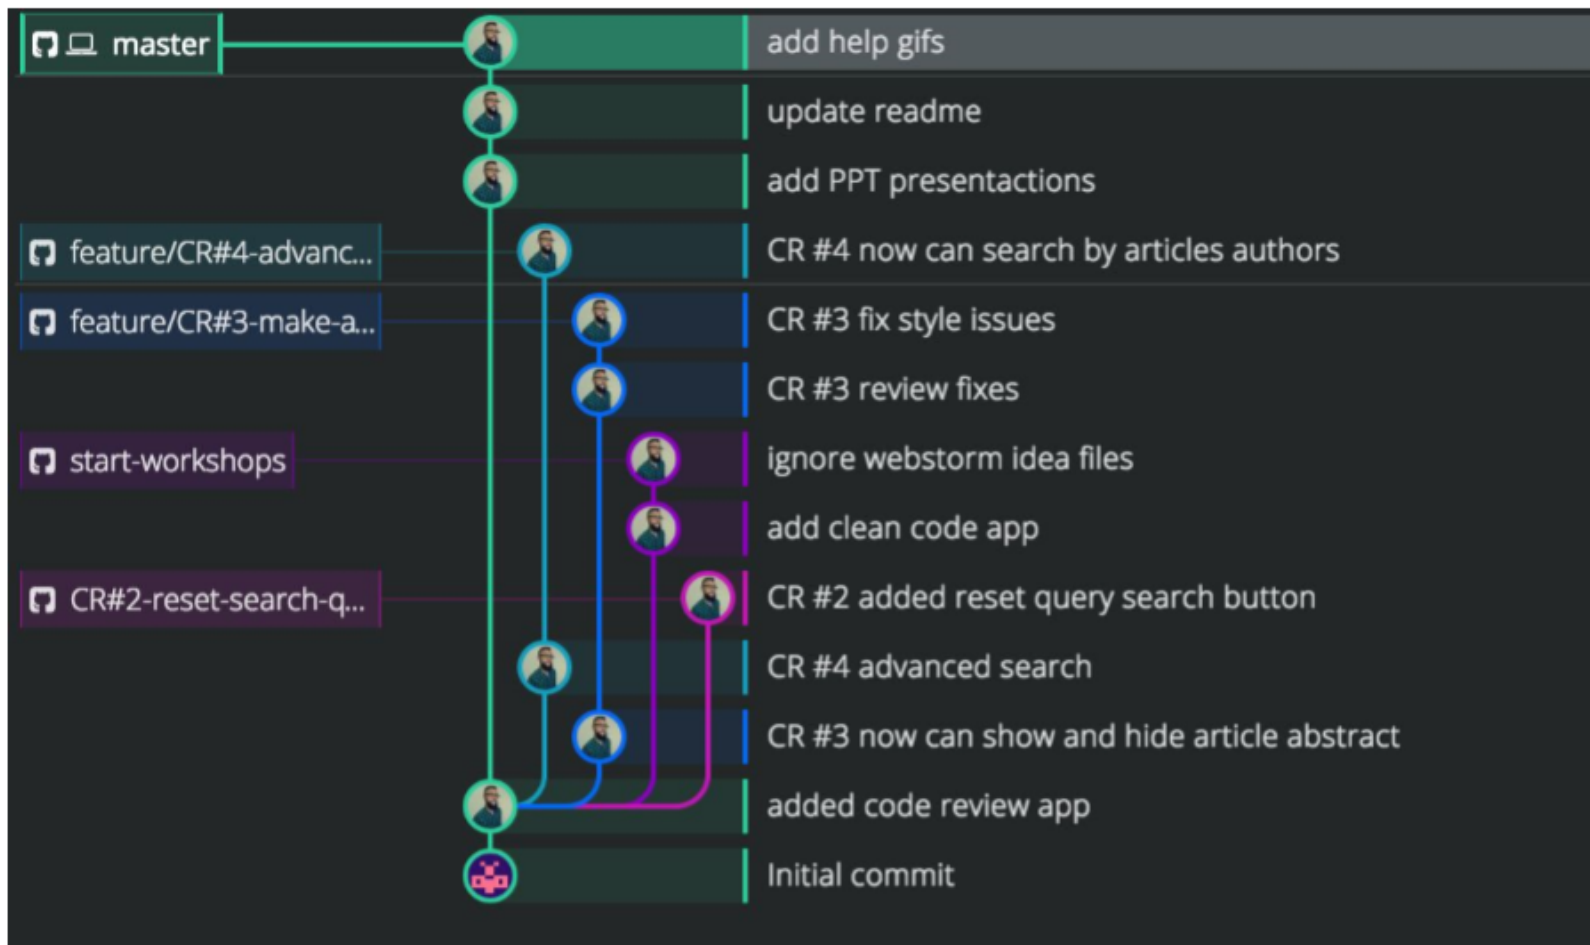 master add help gifs
update readme
add PPT presentactions
feature/CR#4-advanc... CR #4 now can search by articles authors
feature/CR#3-make-a... CR #3 fix style issues
CR #3 review fixes
start-workshops ignore webstorm idea files
add clean code app
CR#2-reset-search-q... CR #2 added reset query search button
CR #4 advanced search
CR #3 now can show and hide article abstract
added code review app
Initial commit